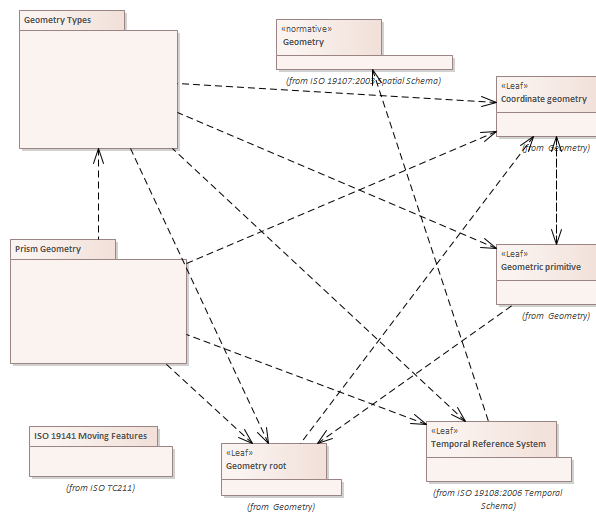 Geometry Types
«normative»
Geometry
(from ISO 19107:2003 Spatial Schema)
«Leaf»
Coordinate geometry
(from Geometry)
Prism Geometry
«Leaf»
Geometric primitive
(from Geometry)
ISO 19141 Moving Features
(from ISO TC211)
«Leaf»
Geometry root
(from Geometry)
«Leaf»
Temporal Reference System
(from ISO 19108:2006 Temporal
Schema)